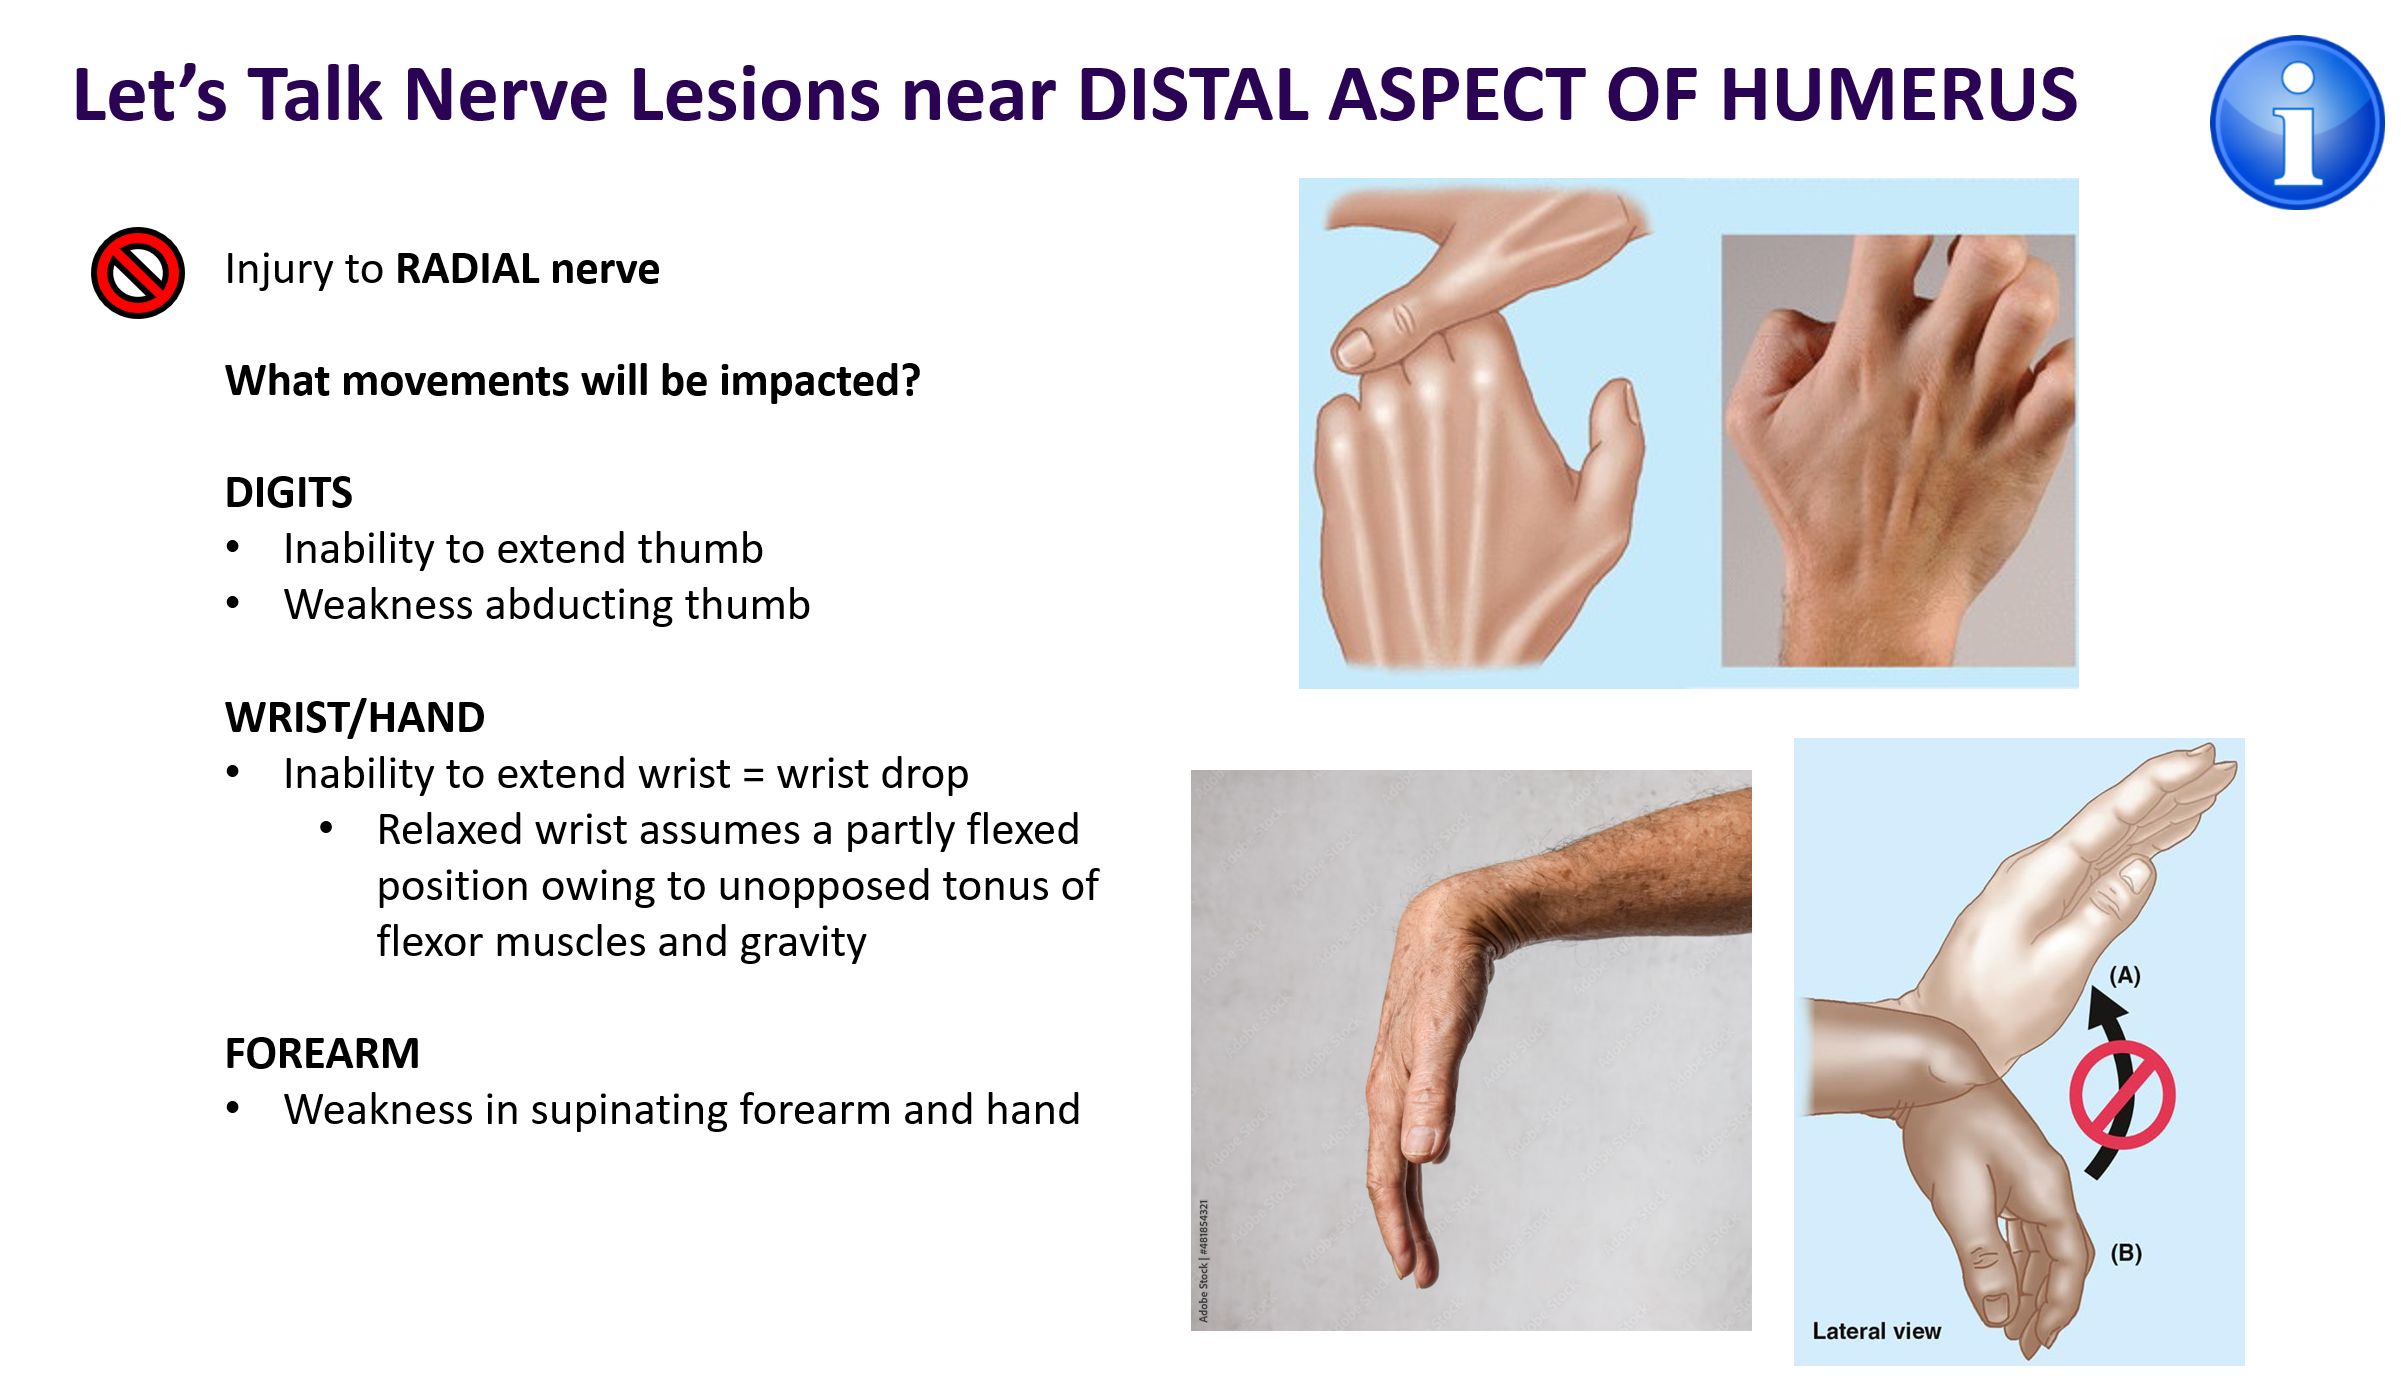 Let’s Talk Nerve Lesions near DISTAL ASPECT OF HUMERUS
Injury to RADIAL nerve
What movements will be impacted?
DIGITS
• Inability to extend thumb
• Weakness abducting thumb
WRIST/HAND
• Inability to extend wrist = wrist drop
• Relaxed wrist assumes a partly flexed
position owing to unopposed tonus of
flexor muscles and gravity
FOREARM
• Weakness in supinating forearm and hand
Adobe Stock | #481854321
(A)
(B)
Lateral view